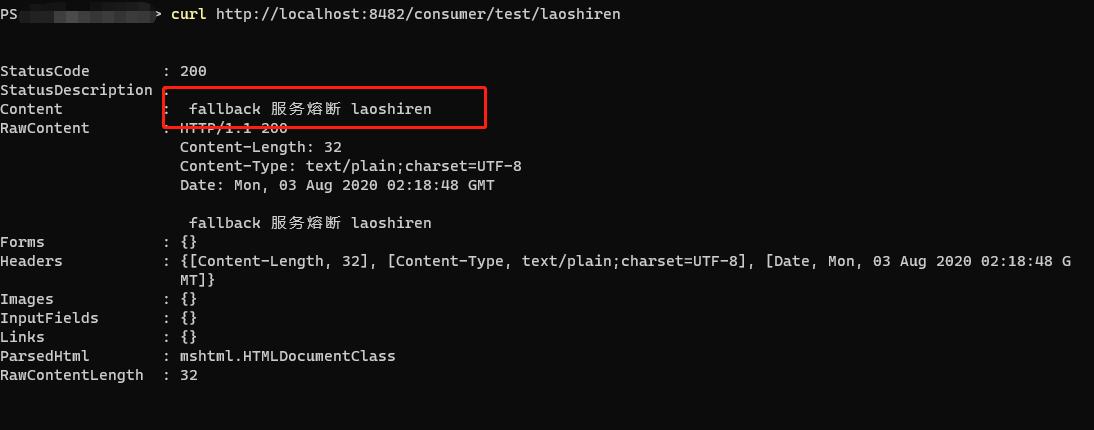 PS > curl http://localhost:8482/consumer/test/laoshiren
StatusCode : 200
StatusDescription :
Content : fallback 服务熔断 laoshiren
RawContent : HTTP/1.1 200
Content-Length: 32
Content-Type: text/plain;charset=UTF-8
Date: Mon, 03 Aug 2020 02:18:48 GMT
fallback 服务熔断 laoshiren
Forms : {}
Headers : {[Content-Length, 32], [Content-Type, text/plain;charset=UTF-8], [Date, Mon, 03 Aug 2020 02:18:48 G
MT]}
Images : {}
InputFields : {}
Links : {}
ParsedHtml : mshtml.HTMLDocumentClass
RawContentLength : 32